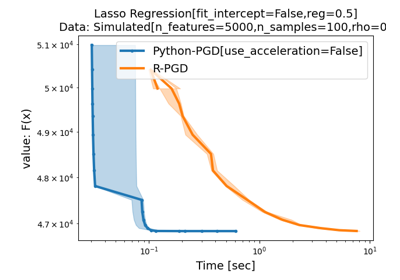 Lasso Regression[fit_intercept=False,reg=0.5]
Data: Simulated[n_features=5000,n_samples=100,rho=0
Python-PGD[use_acceleration=False]
R-PGD
value: F(x)
5.1 × 10⁴
5 × 10⁴
4.9 × 10⁴
4.8 × 10⁴
4.7 × 10⁴
10⁻¹
10⁰
10¹
Time [sec]